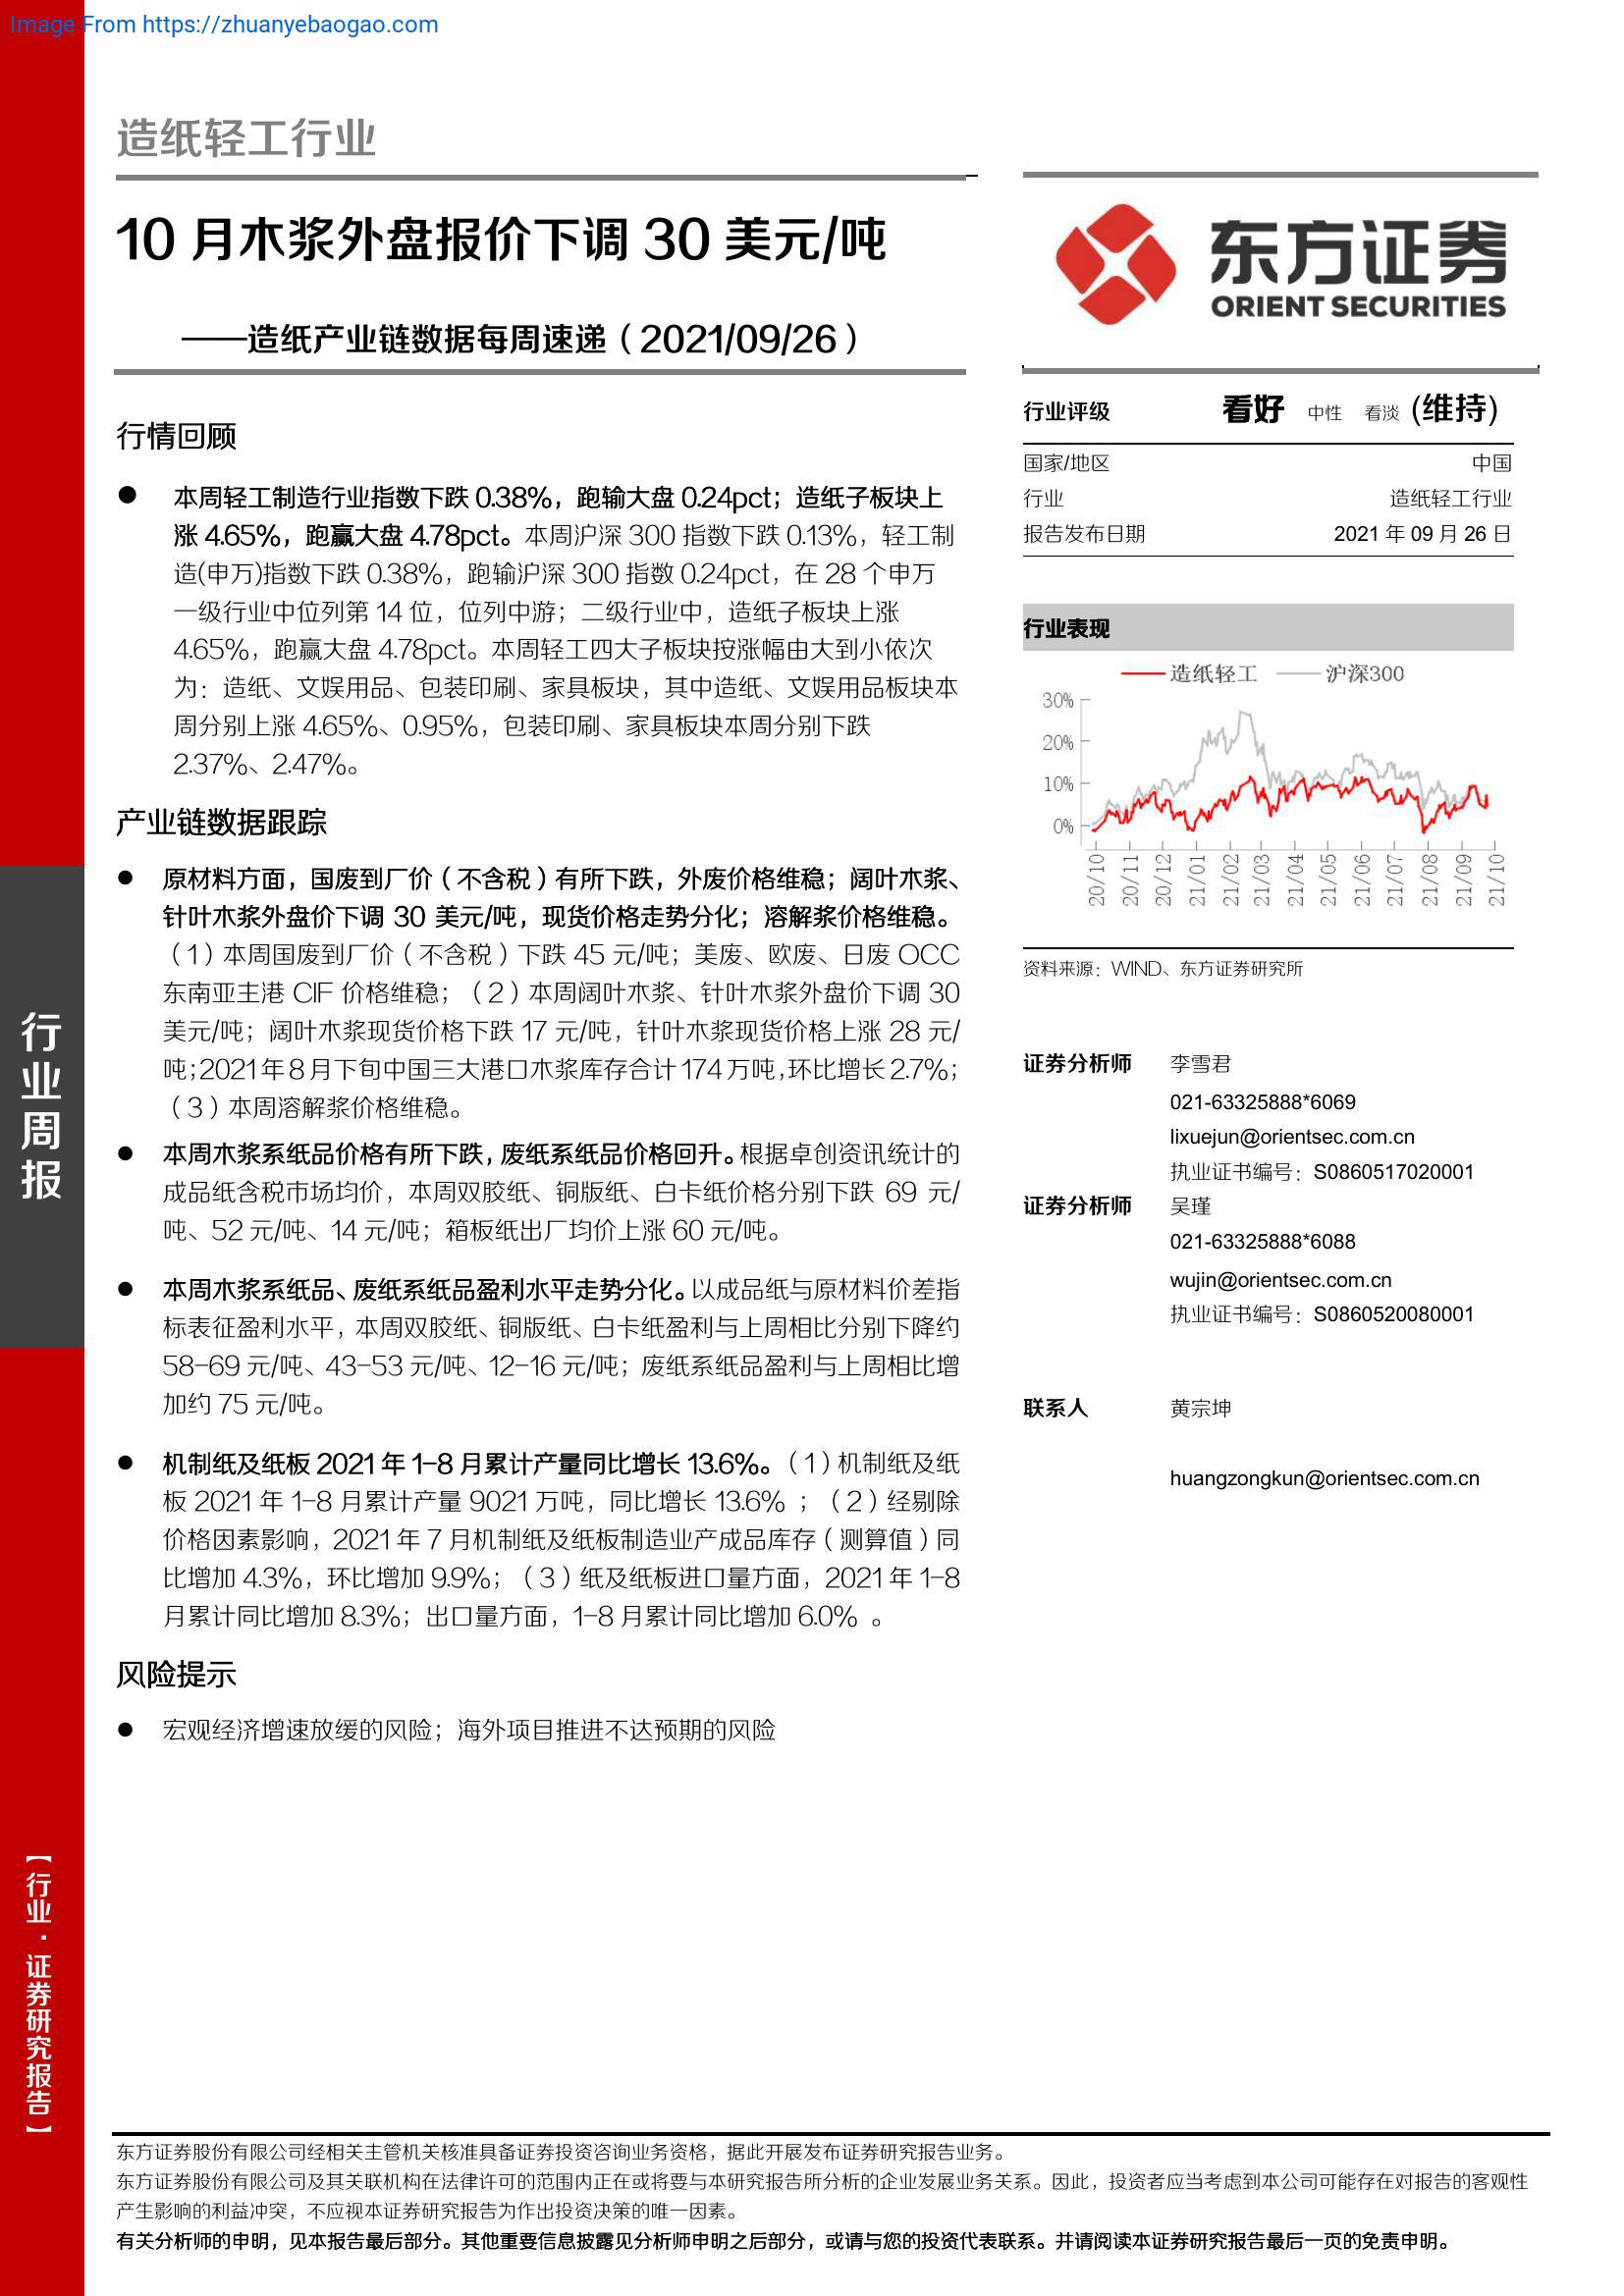 Image From https://zhuanyebaogao.com
造纸轻工行业
10 月木浆外盘报价下调 30 美元/吨
——造纸产业链数据每周速递（2021/09/26）
行情回顾
● 本周轻工制造行业指数下跌 0.38%，跑输大盘 0.24pct；造纸子板块上
涨 4.65%，跑赢大盘 4.78pct。本周沪深 300 指数下跌 0.13%，轻工制
造(申万)指数下跌 0.38%，跑输沪深 300 指数 0.24pct，在 28 个申万
一级行业中位列第 14 位，位列中游；二级行业中，造纸子板块上涨
4.65%，跑赢大盘 4.78pct。本周轻工四大子板块按涨幅由大到小依次
为：造纸、文娱用品、包装印刷、家具板块，其中造纸、文娱用品板块本
周分别上涨 4.65%、0.95%，包装印刷、家具板块本周分别下跌
2.37%、2.47%。
产业链数据跟踪
● 原材料方面，国废到厂价（不含税）有所下跌，外废价格维稳；阔叶木浆、
针叶木浆外盘价下调 30 美元/吨，现货价格走势分化；溶解浆价格维稳。
（1）本周国废到厂价（不含税）下跌 45 元/吨；美废、欧废、日废 OCC
东南亚主港 CIF 价格维稳；（2）本周阔叶木浆、针叶木浆外盘价下调 30
美元/吨；阔叶木浆现货价格下跌 17 元/吨，针叶木浆现货价格上涨 28 元/
吨；2021 年 8 月下旬中国三大港口木浆库存合计 174 万吨，环比增长 2.7%；
（3）本周溶解浆价格维稳。
● 本周木浆系纸品价格有所下跌，废纸系纸品价格回升。根据卓创资讯统计的
成品纸含税市场均价，本周双胶纸、铜版纸、白卡纸价格分别下跌 69 元/
吨、52 元/吨、14 元/吨；箱板纸出厂均价上涨 60 元/吨。
● 本周木浆系纸品、废纸系纸品盈利水平走势分化。以成品纸与原材料价差指
标表征盈利水平，本周双胶纸、铜版纸、白卡纸盈利与上周相比分别下降约
58-69 元/吨、43-53 元/吨、12-16 元/吨；废纸系纸品盈利与上周相比增
加约 75 元/吨。
● 机制纸及纸板 2021 年 1-8 月累计产量同比增长 13.6%。（1）机制纸及纸
板 2021 年 1-8 月累计产量 9021 万吨，同比增长 13.6% ；（2）经剔除
价格因素影响，2021 年 7 月机制纸及纸板制造业产成品库存（测算值）同
比增加 4.3%，环比增加 9.9%；（3）纸及纸板进口量方面，2021 年 1-8
月累计同比增加 8.3%；出口量方面，1-8 月累计同比增加 6.0% 。
风险提示
● 宏观经济增速放缓的风险；海外项目推进不达预期的风险
东方证券
ORIENT SECURITIES
行业评级 看好 中性 看淡 (维持)
国家/地区 中国
行业 造纸轻工行业
报告发布日期 2021 年 09 月 26 日
行业表现
造纸轻工 沪深300
30%
20%
10%
0%
20/10 20/11 20/12 21/01 21/02 21/03 21/04 21/05 21/06 21/07 21/08 21/09 21/10
资料来源：WIND、东方证券研究所
证券分析师 李雪君
021-63325888*6069
lixuejun@orientsec.com.cn
执业证书编号：S0860517020001
证券分析师 吴瑾
021-63325888*6088
wujin@orientsec.com.cn
执业证书编号：S0860520080001
联系人 黄宗坤
huangzongkun@orientsec.com.cn
行业周报
【行业·证券研究报告】
东方证券股份有限公司经相关主管机关核准具备证券投资咨询业务资格，据此开展发布证券研究报告业务。
东方证券股份有限公司及其关联机构在法律许可的范围内正在或将要与本研究报告所分析的企业发展业务关系。因此，投资者应当考虑到本公司可能存在对报告的客观性
产生影响的利益冲突，不应视本证券研究报告为作出投资决策的唯一因素。
有关分析师的申明，见本报告最后部分。其他重要信息披露见分析师申明之后部分，或请与您的投资代表联系。并请阅读本证券研究报告最后一页的免责申明。